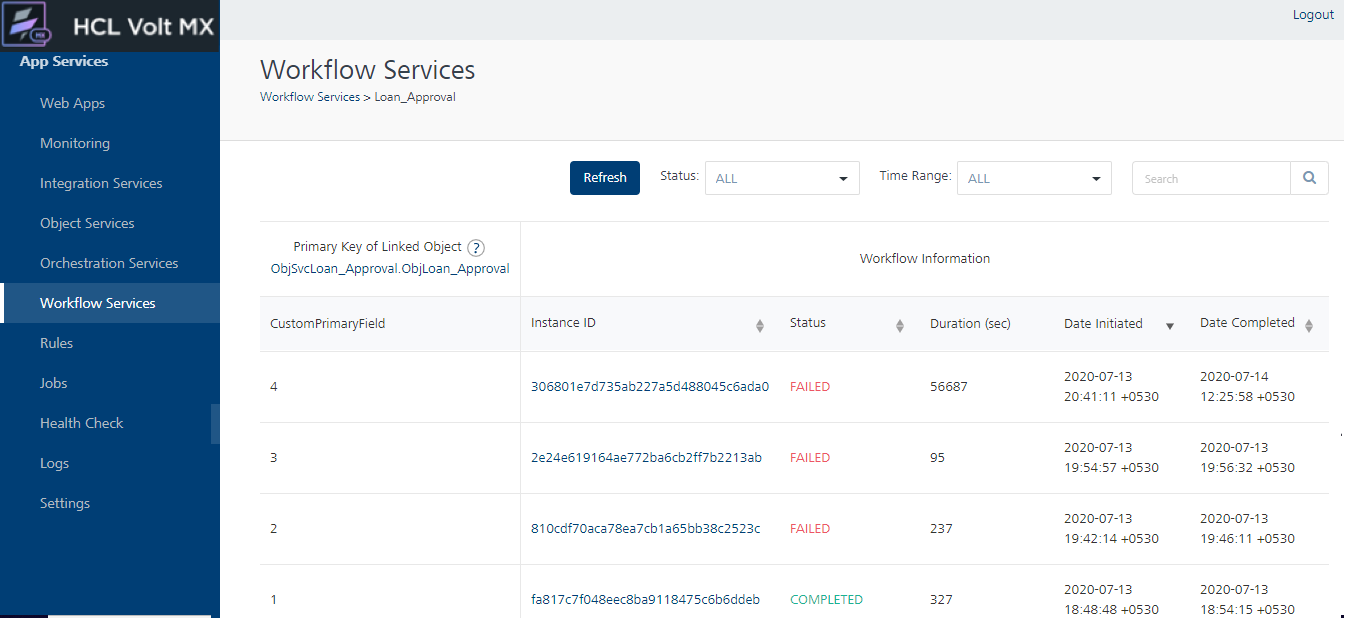 HCL Volt MX
MX
Logout
App Services
Web Apps
Monitoring
Integration Services
Object Services
Orchestration Services
Workflow Services
Rules
Jobs
Health Check
Logs
Settings
Workflow Services
Workflow Services > Loan_Approval
Refresh Status: ALL Time Range: ALL Search
Primary Key of Linked Object ?
ObjSvcLoan_Approval.ObjLoan_Approval
Workflow Information
CustomPrimaryField Instance ID Status Duration (sec) Date Initiated Date Completed
4 306801e7d735ab227a5d488045c6ada0 FAILED 56687 2020-07-13 20:41:11 +0530 2020-07-14 12:25:58 +0530
3 2e24e619164ae772ba6cb2ff7b2213ab FAILED 95 2020-07-13 19:54:57 +0530 2020-07-13 19:56:32 +0530
2 810cdf70aca78ea7cb1a65bb38c2523c FAILED 237 2020-07-13 19:42:14 +0530 2020-07-13 19:46:11 +0530
1 fa817c7f048eec8ba9118475c6b6ddeb COMPLETED 327 2020-07-13 18:48:48 +0530 2020-07-13 18:54:15 +0530